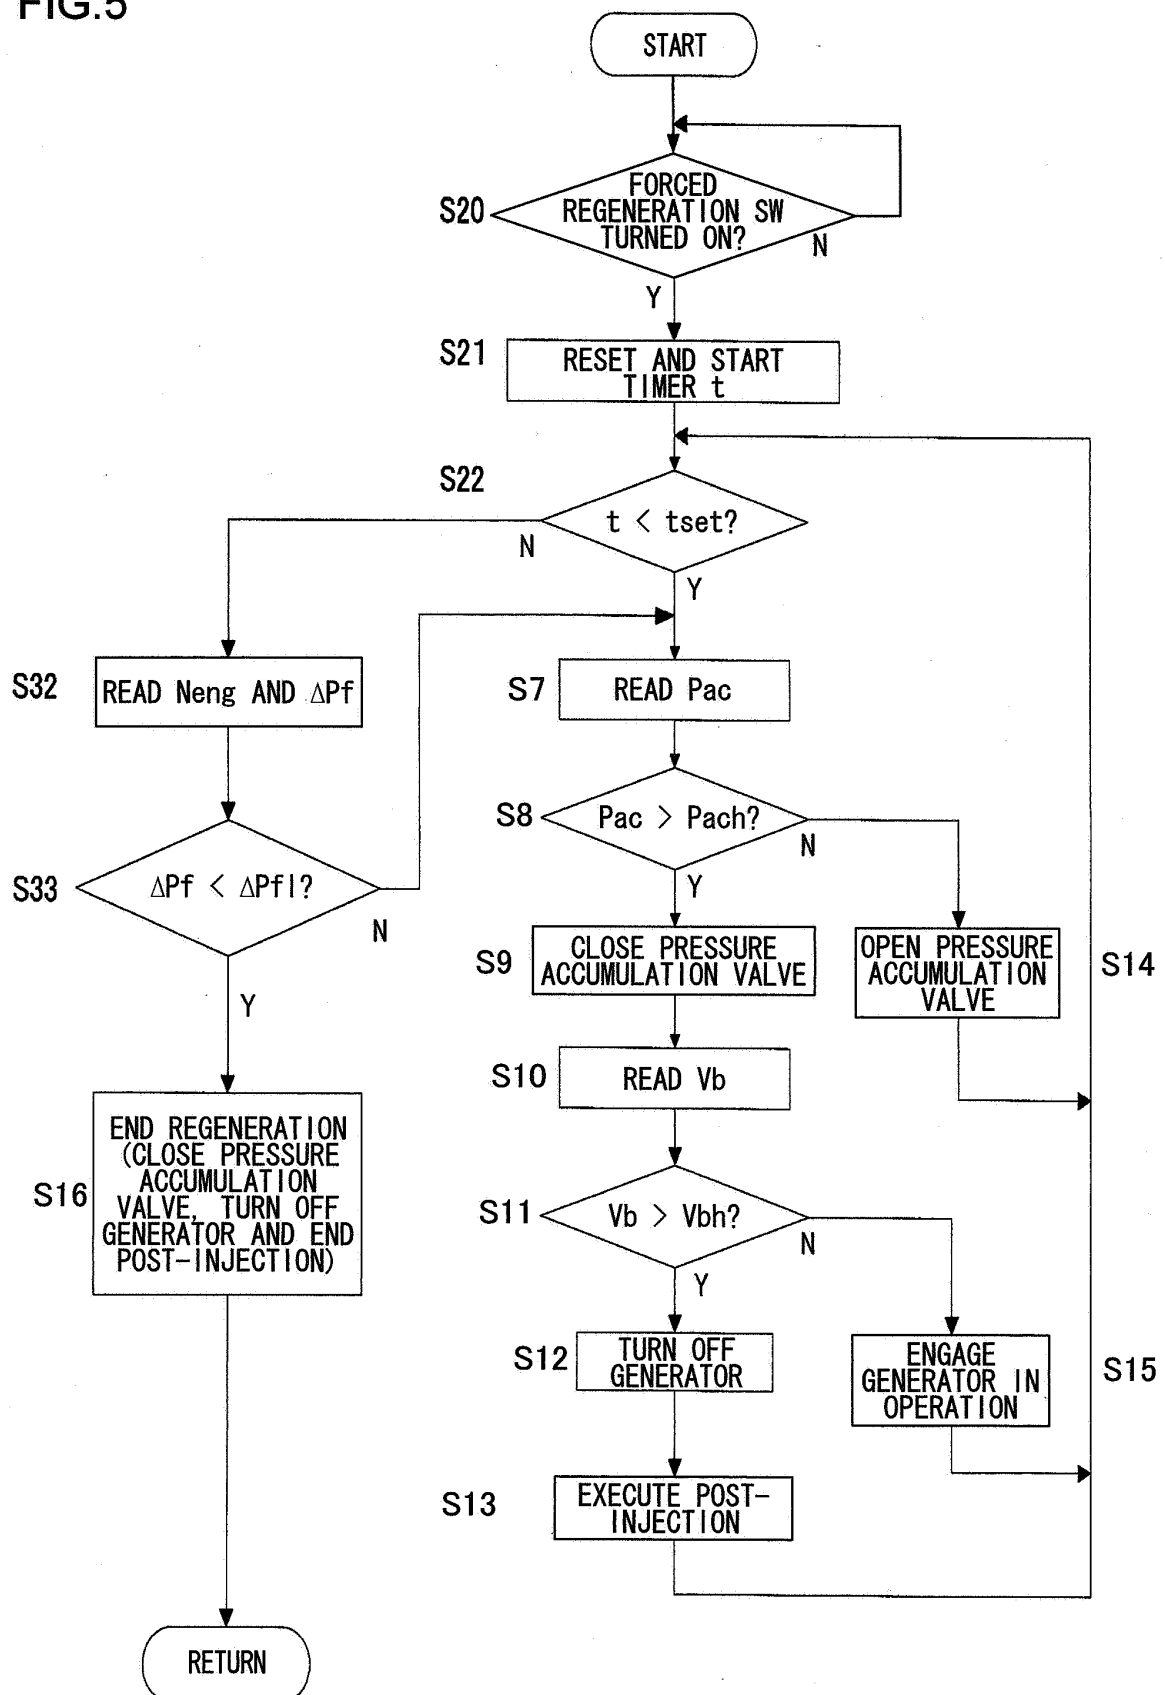 FIG.5
START
S20
FORCED
REGENERATION SW
TURNED ON?
N
Y
S21
RESET AND START
TIMER t
S22
t < tset?
N
Y
S32
READ Neng AND ΔPf
S7
READ Pac
S8
Pac > Pach?
N
Y
S33
ΔPf < ΔPfl?
N
Y
S9
CLOSE PRESSURE
ACCUMULATION VALVE
OPEN PRESSURE
ACCUMULATION
VALVE
S14
S10
READ Vb
S16
END REGENERATION
(CLOSE PRESSURE
ACCUMULATION
VALVE, TURN OFF
GENERATOR AND END
POST-INJECTION)
S11
Vb > Vbh?
N
Y
S12
TURN OFF
GENERATOR
ENGAGE
GENERATOR IN
OPERATION
S15
S13
EXECUTE POST-
INJECTION
RETURN